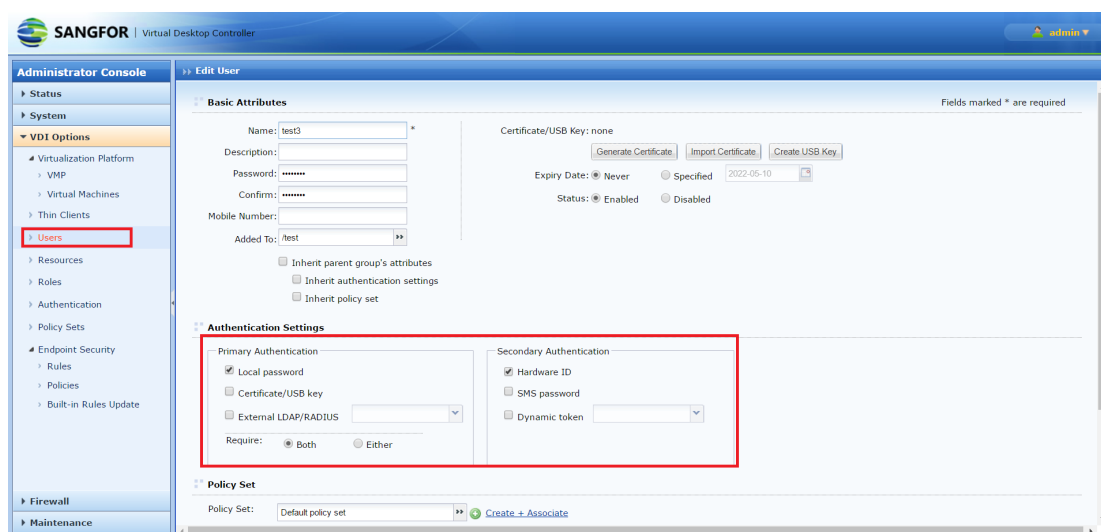 SANGFOR | Virtual Desktop Controller
admin
Administrator Console
Status
System
VDI Options
Virtualization Platform
VMP
Virtual Machines
Thin Clients
Users
Resources
Roles
Authentication
Policy Sets
Endpoint Security
Rules
Policies
Built-in Rules Update
Firewall
Maintenance
Edit User
Basic Attributes
Fields marked * are required
Name: test3 *
Description:
Password: ••••••••
Confirm: ••••••••
Mobile Number:
Added To: /test
Inherit parent group's attributes
Inherit authentication settings
Inherit policy set
Certificate/USB Key: none
Generate Certificate Import Certificate Create USB Key
Expiry Date: Never Specified 2022-05-10
Status: Enabled Disabled
Authentication Settings
Primary Authentication
Local password
Certificate/USB key
External LDAP/RADIUS
Require: Both Either
Secondary Authentication
Hardware ID
SMS password
Dynamic token
Policy Set
Policy Set: Default policy set Create + Associate